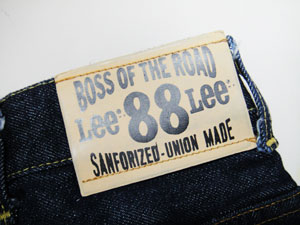 BOSS OF THE ROAD
Lee 88 Lee
SANFORIZED-UNION MADE